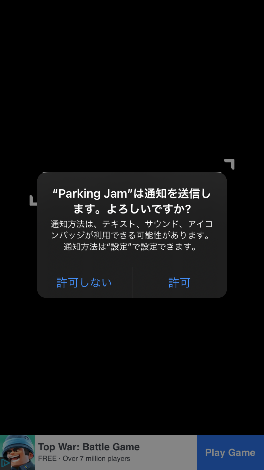 “Parking Jam”は通知を送信し
ます。よろしいですか?
通知方法は、テキスト、サウンド、アイコ
ンバッジが利用できる可能性があります。
通知方法は“設定”で設定できます。
許可しない
許可
Top War: Battle Game
FREE · Over 7 million players
Play Game